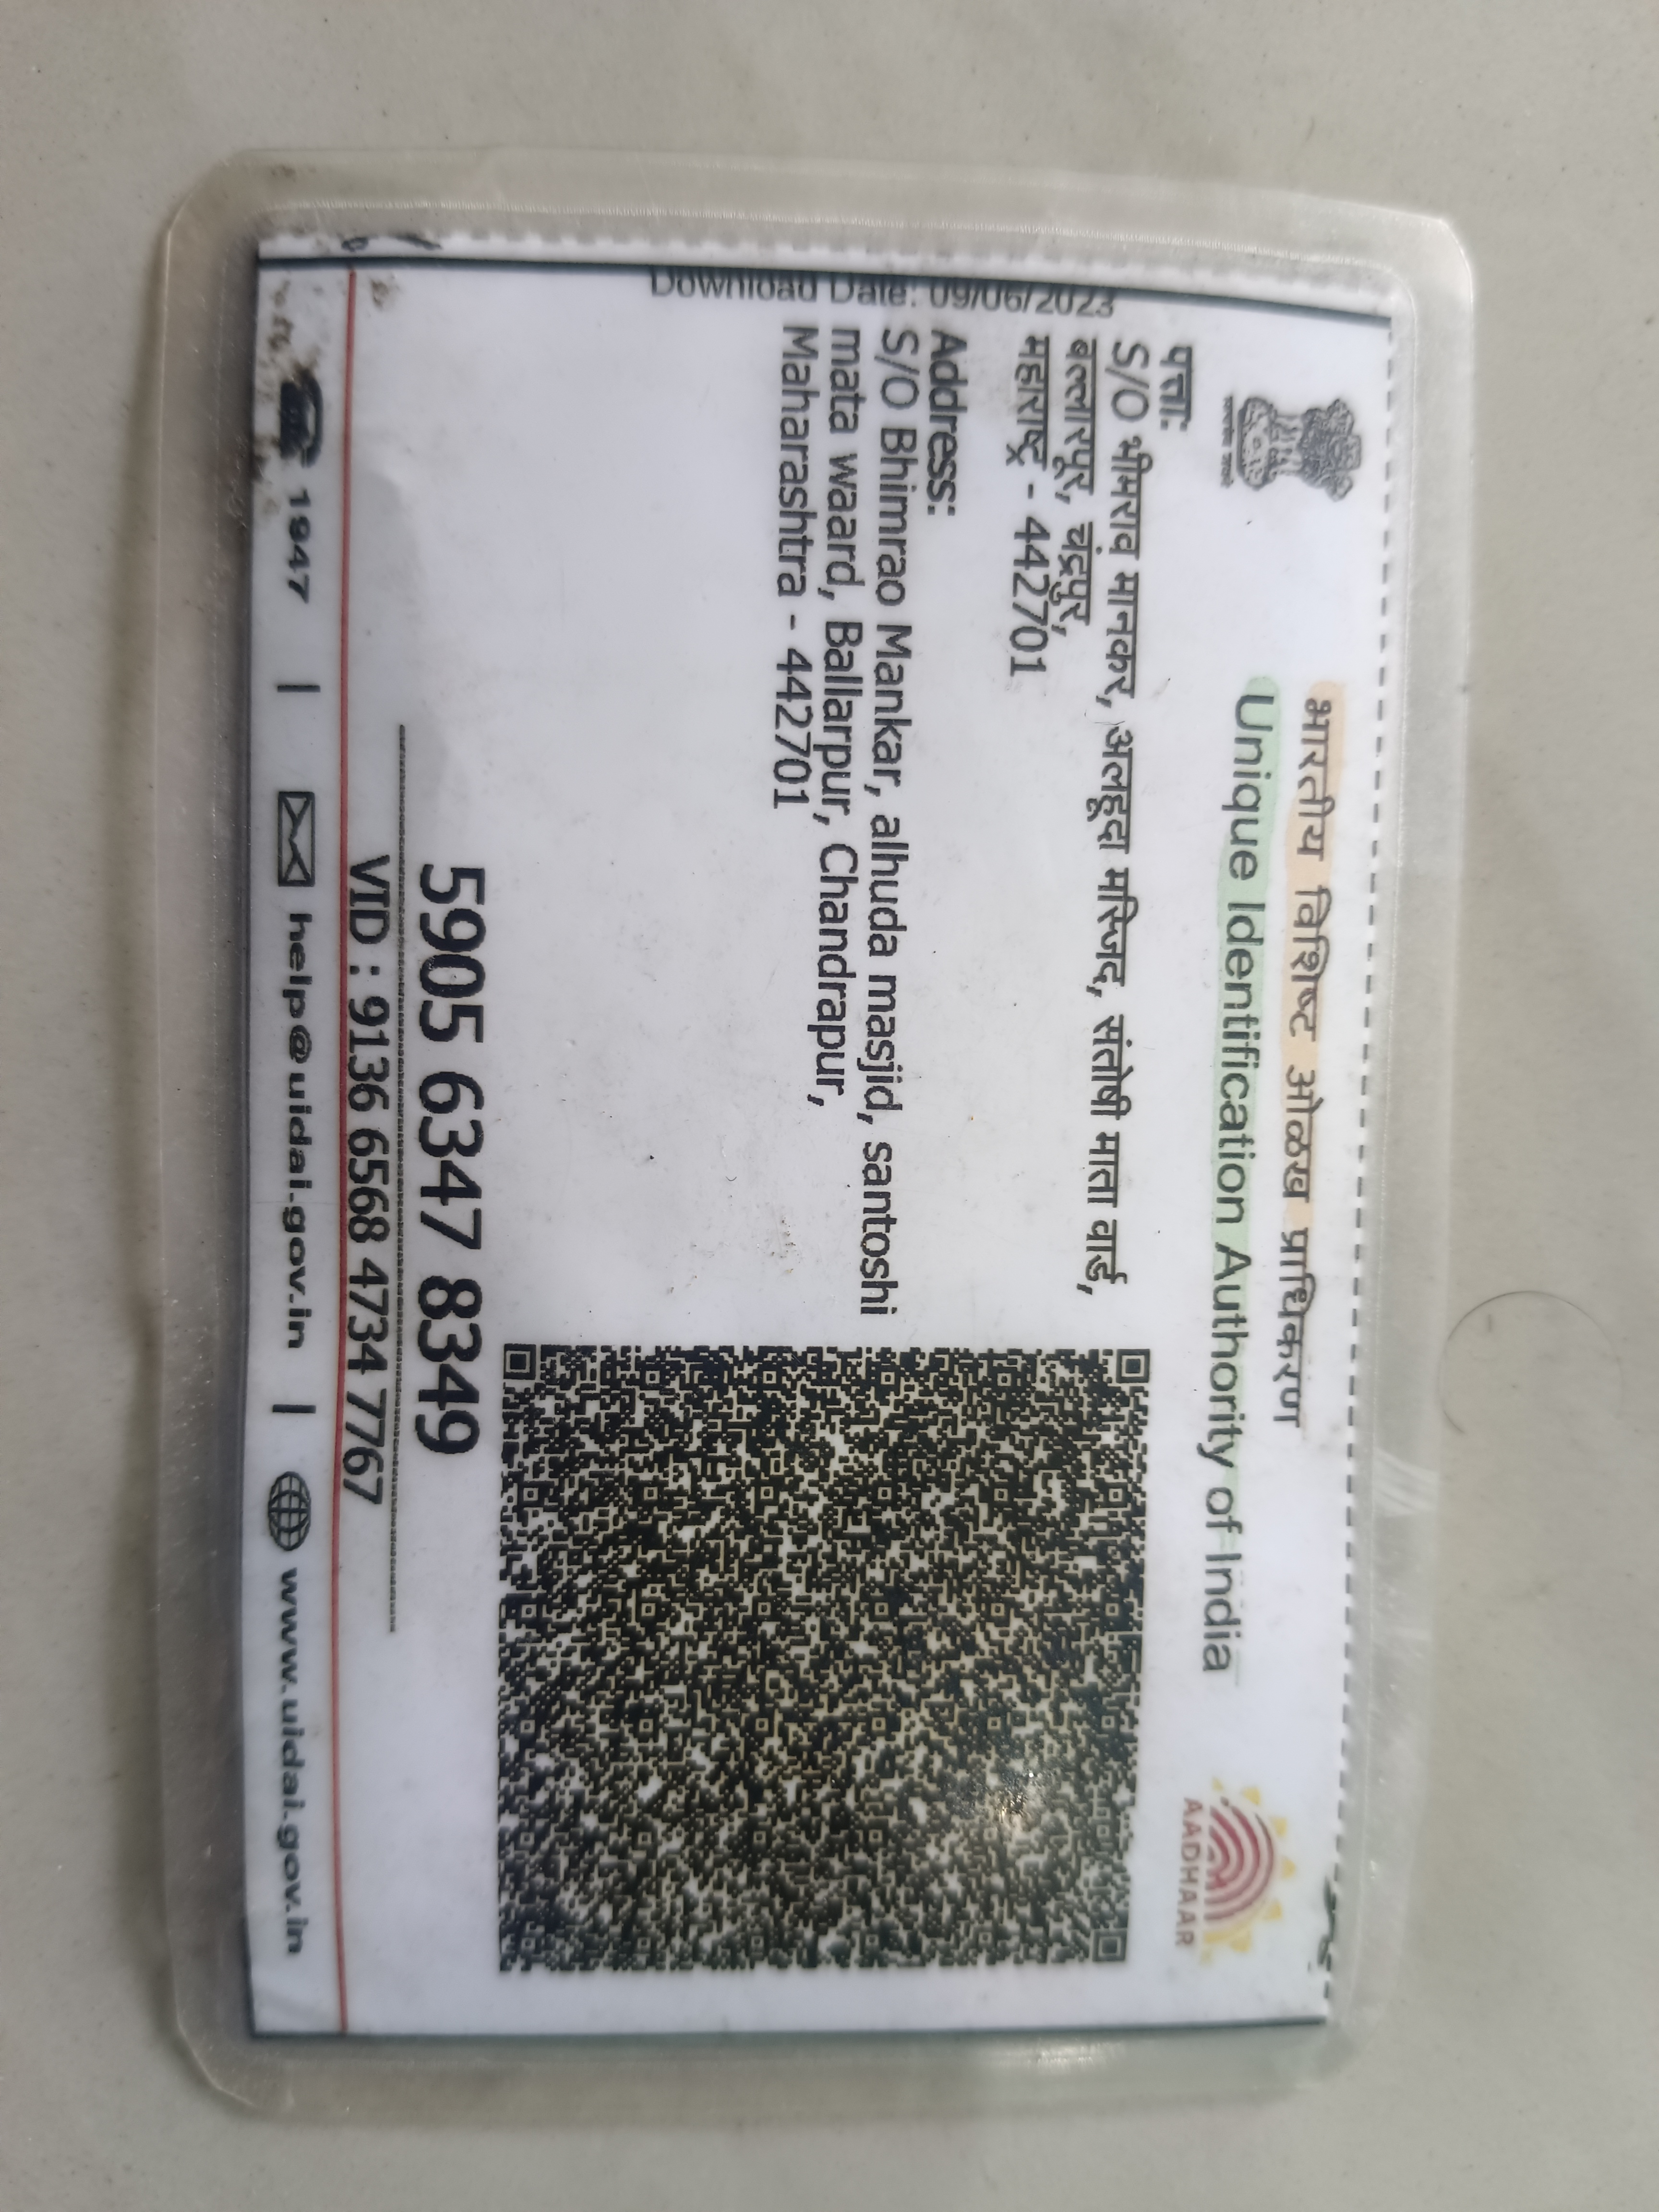 भारतीय विशिष्ट ओळख प्राधिकरण
Unique Identification Authority of India
AADHAAR
Download Date: 09/06/2023
पत्ता:
S/O भीमराव मानकर, अलहुदा मस्जिद, संतोषी माता वार्ड,
बल्लारपूर, चंद्रपूर,
महाराष्ट्र - 442701
Address:
S/O Bhimrao Mankar, alhuda masjid, santoshi
mata waard, Ballarpur, Chandrapur,
Maharashtra - 442701
5905 6347 8349
VID : 9136 6568 4734 7767
1947 | help@uidai.gov.in | www.uidai.gov.in